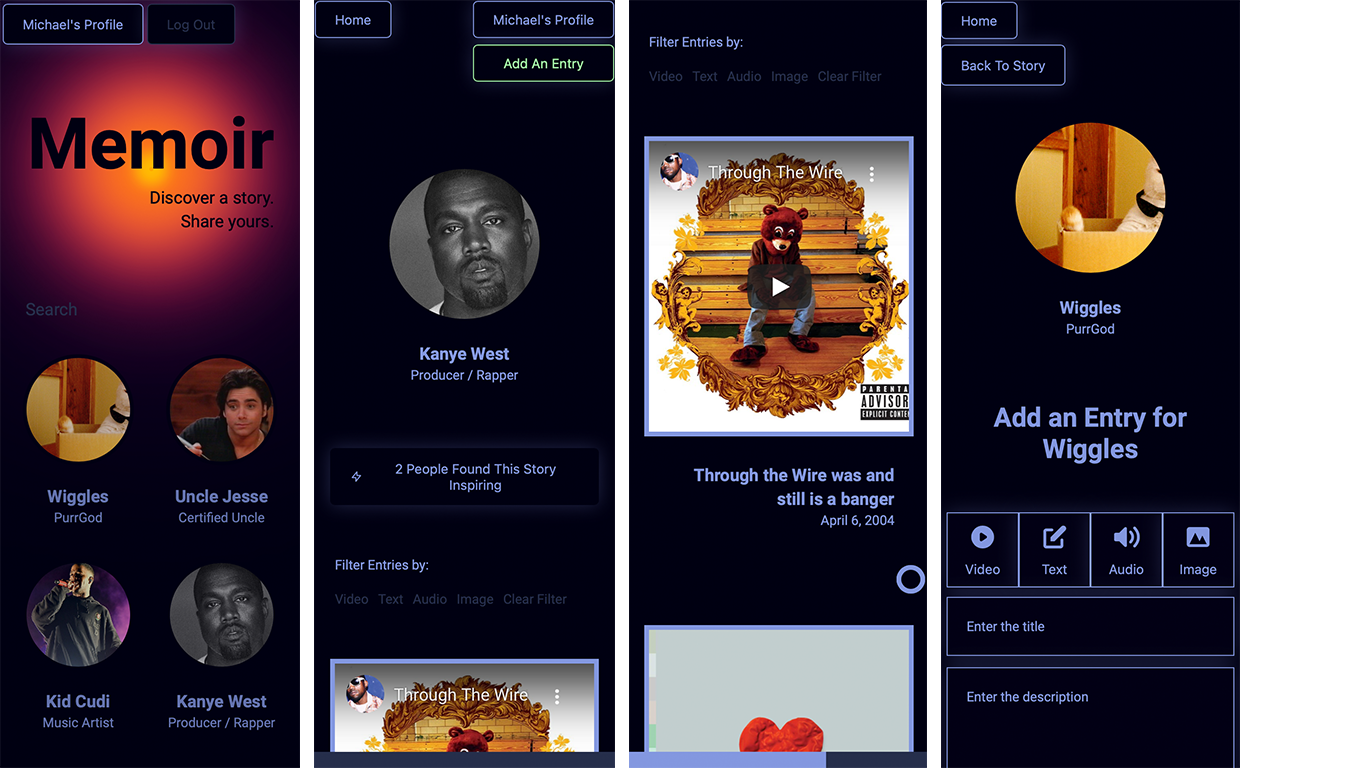 Michael's Profile
Log Out
Memoir
Discover a story.
Share yours.
Search
Wiggles
PurrGod
Uncle Jesse
Certified Uncle
Kid Cudi
Music Artist
Kanye West
Producer / Rapper
Home
Michael's Profile
Add An Entry
Kanye West
Producer / Rapper
2 People Found This Story
Inspiring
Filter Entries by:
Video Text Audio Image Clear Filter
Through The Wire
Filter Entries by:
Video Text Audio Image Clear Filter
Through The Wire
PARENTA
ADVISOR
EXPLICIT CONTEN
Through the Wire was and
still is a banger
April 6, 2004
Home
Back To Story
Wiggles
PurrGod
Add an Entry for
Wiggles
Video Text Audio Image
Enter the title
Enter the description